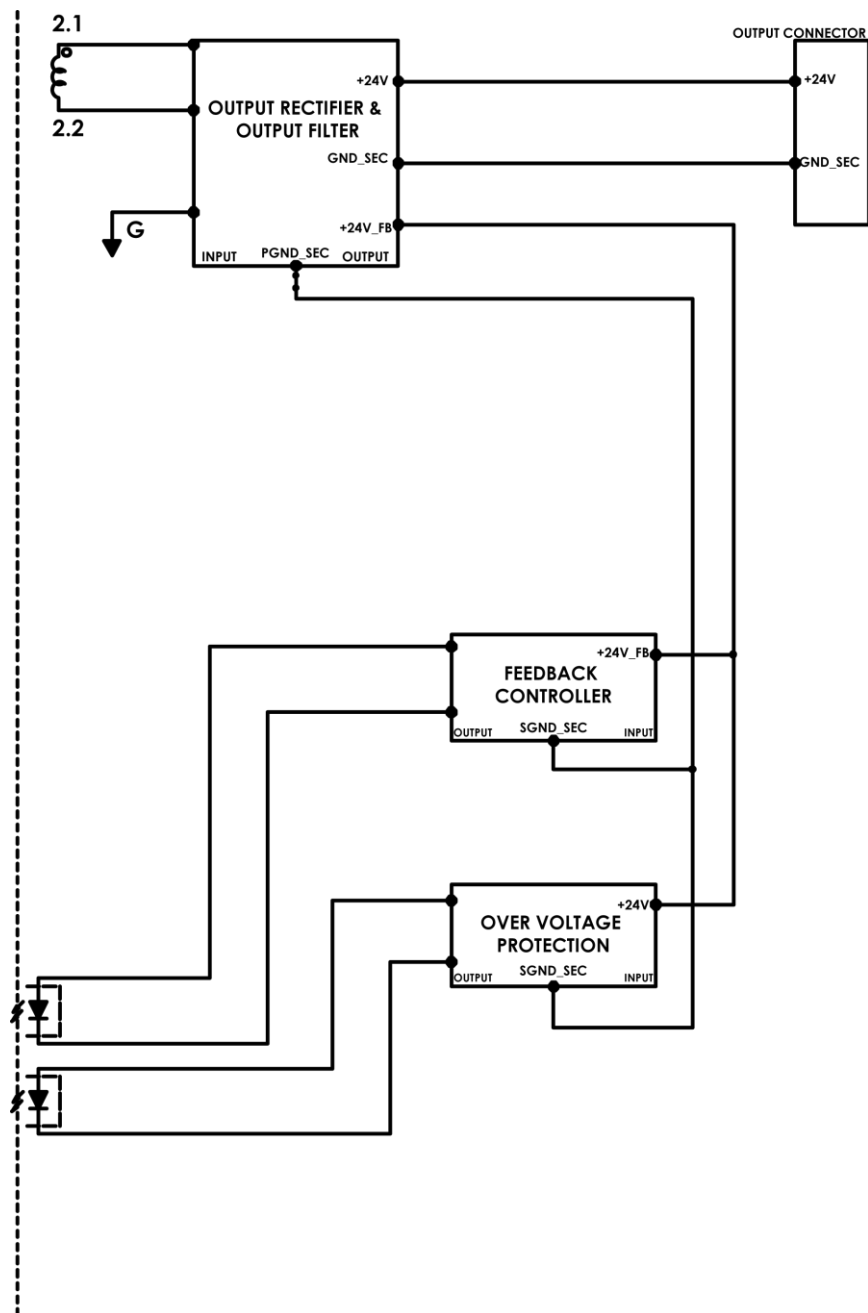 2.1
OUTPUT CONNECTOR
+24V
+24V
OUTPUT RECTIFIER &
OUTPUT FILTER
2.2
GND_SEC
GND_SEC
+24V_FB
G
INPUT
PGND_SEC
OUTPUT
+24V_FB
FEEDBACK
CONTROLLER
OUTPUT
SGND_SEC
INPUT
+24V
OVER VOLTAGE
PROTECTION
OUTPUT
SGND_SEC
INPUT